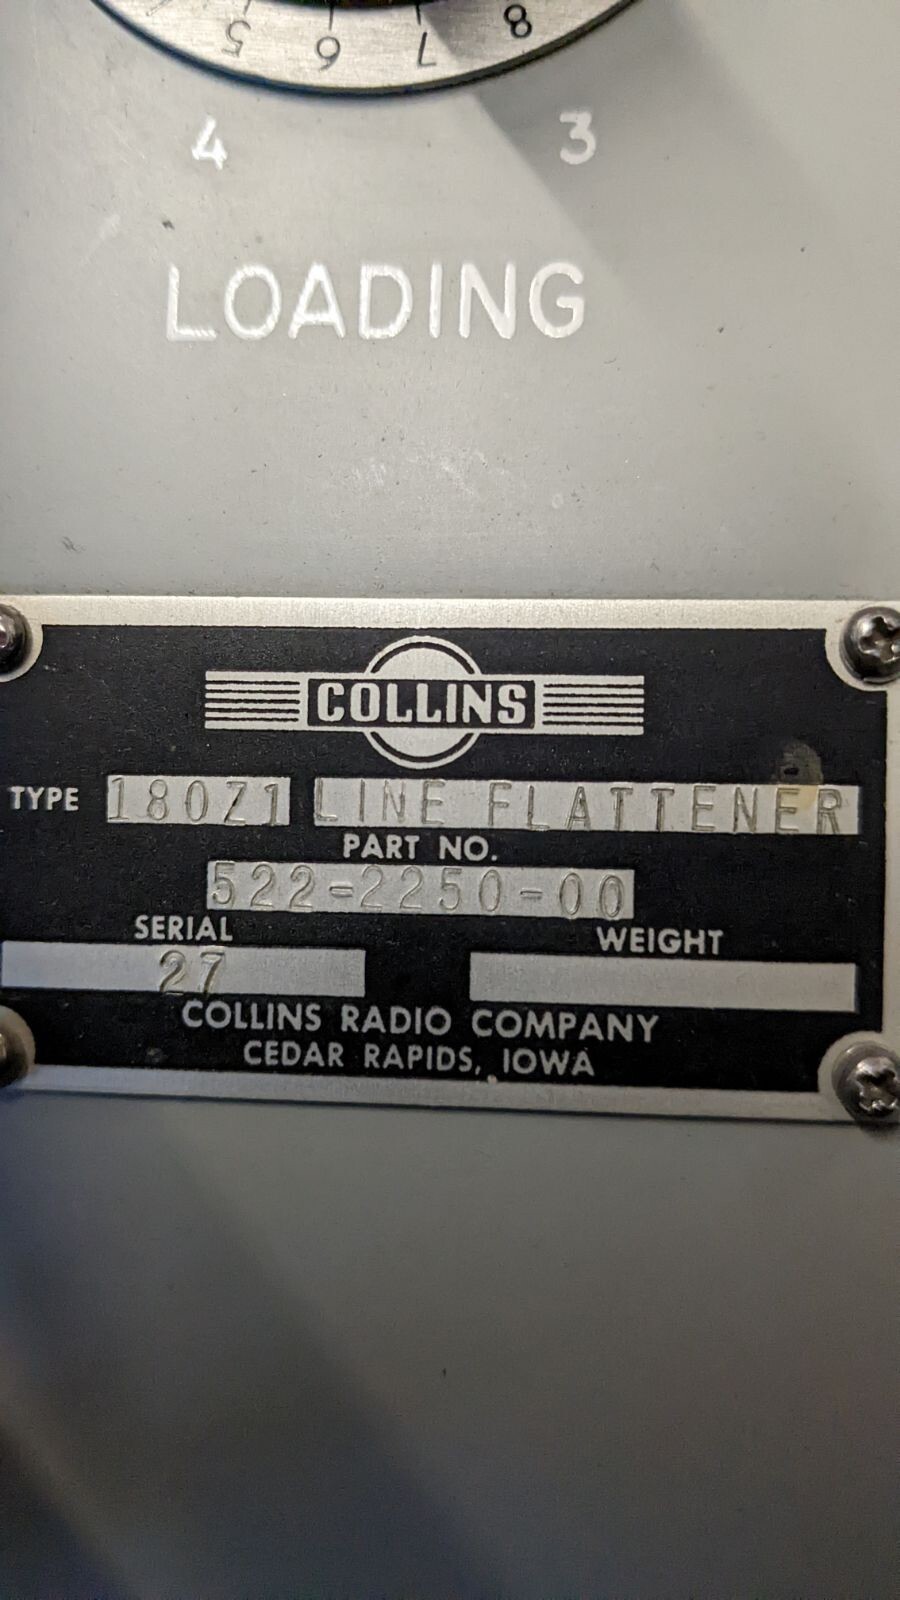 5 6 7 8
4 3
LOADING
COLLINS
TYPE 180Z1 LINE FLATTENER
PART NO.
522-2250-00
SERIAL WEIGHT
27
COLLINS RADIO COMPANY
CEDAR RAPIDS, IOWA